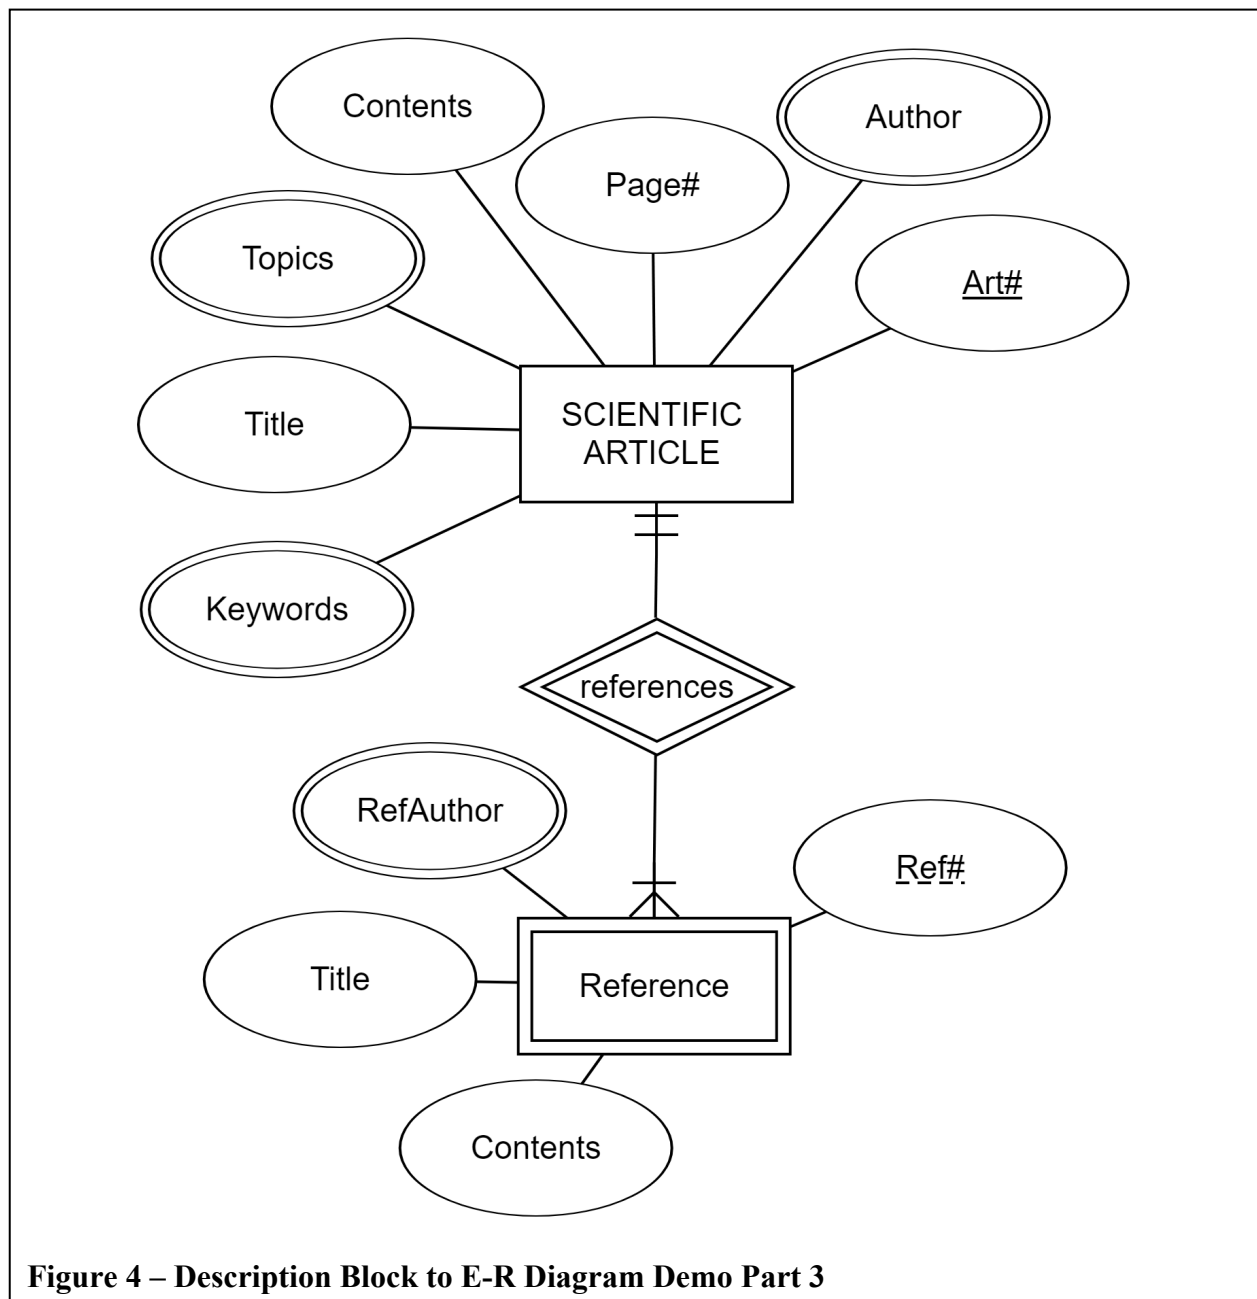 Contents
Author
Page#
Topics
Art#
SCIENTIFIC
ARTICLE
Title
Keywords
references
RefAuthor
Ref#
Title
Reference
Contents
Figure 4 – Description Block to E-R Diagram Demo Part 3